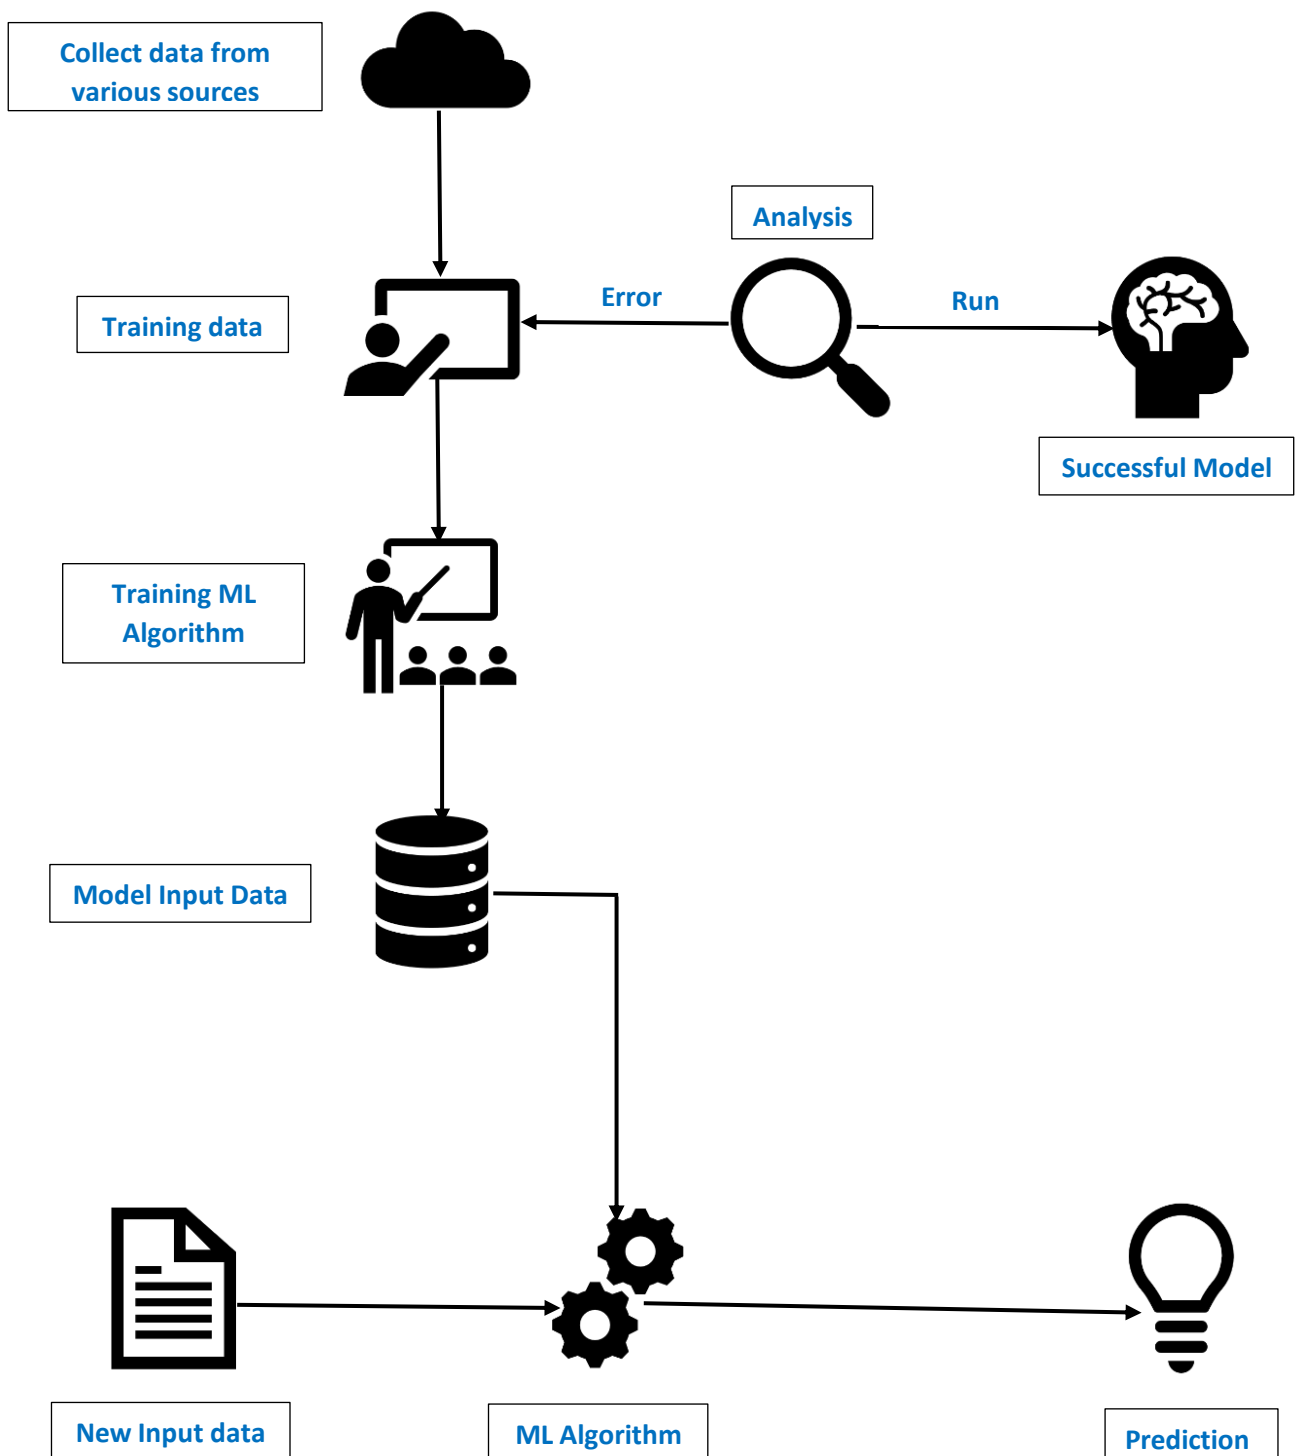 Collect data from
various sources
Analysis
Error
Run
Training data
Successful Model
Training ML
Algorithm
Model Input Data
New Input data
ML Algorithm
Prediction